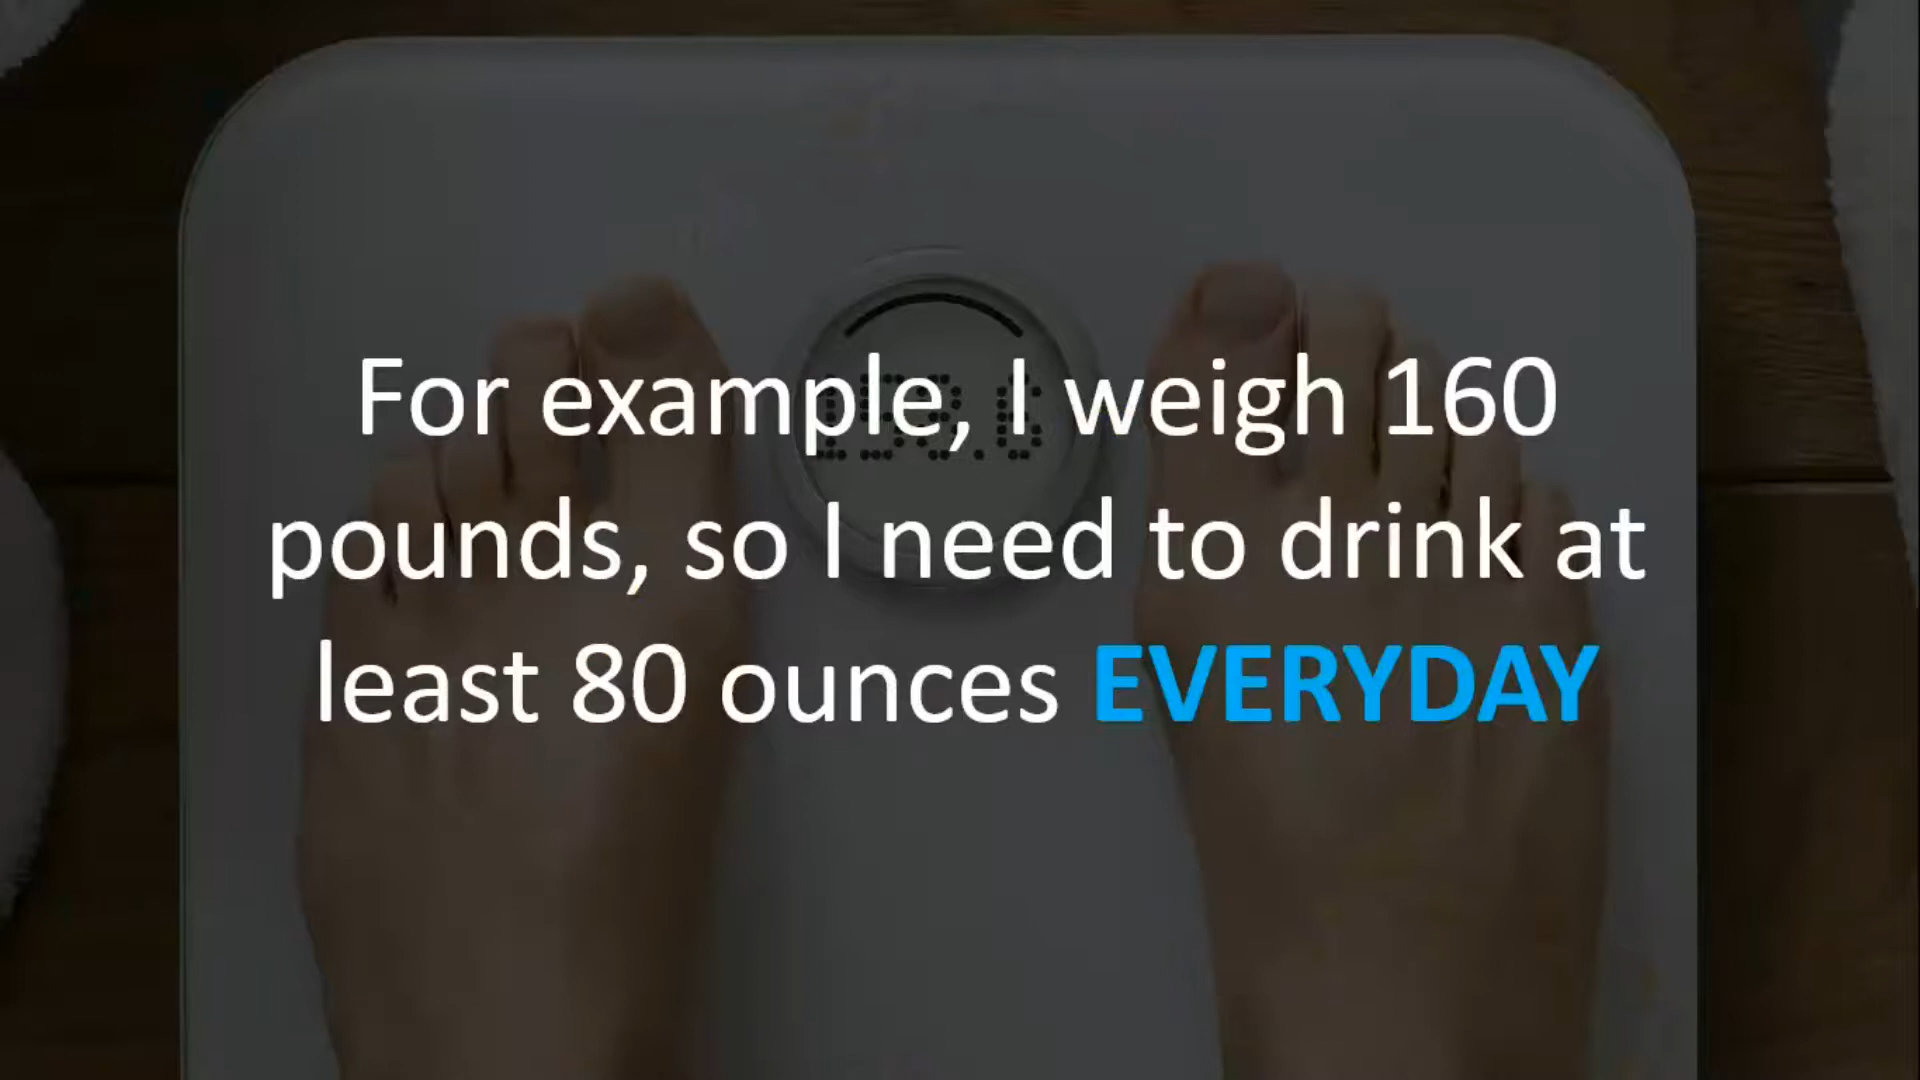 For example, I weigh 160
pounds, so I need to drink at
least 80 ounces EVERYDAY